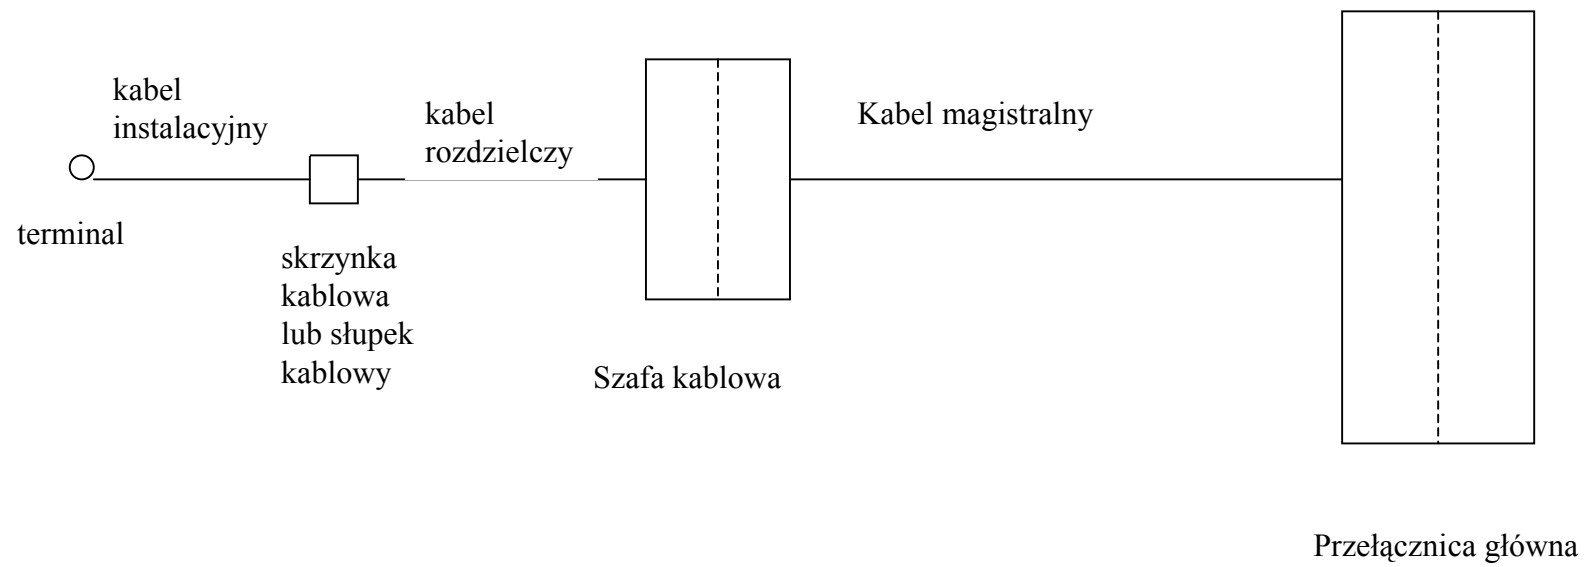 kabel
instalacyjny
kabel
rozdzielczy
Kabel magistralny
terminal
skrzynka
kablowa
lub słupek
kablowy
Szafa kablowa
Przełącznica główna